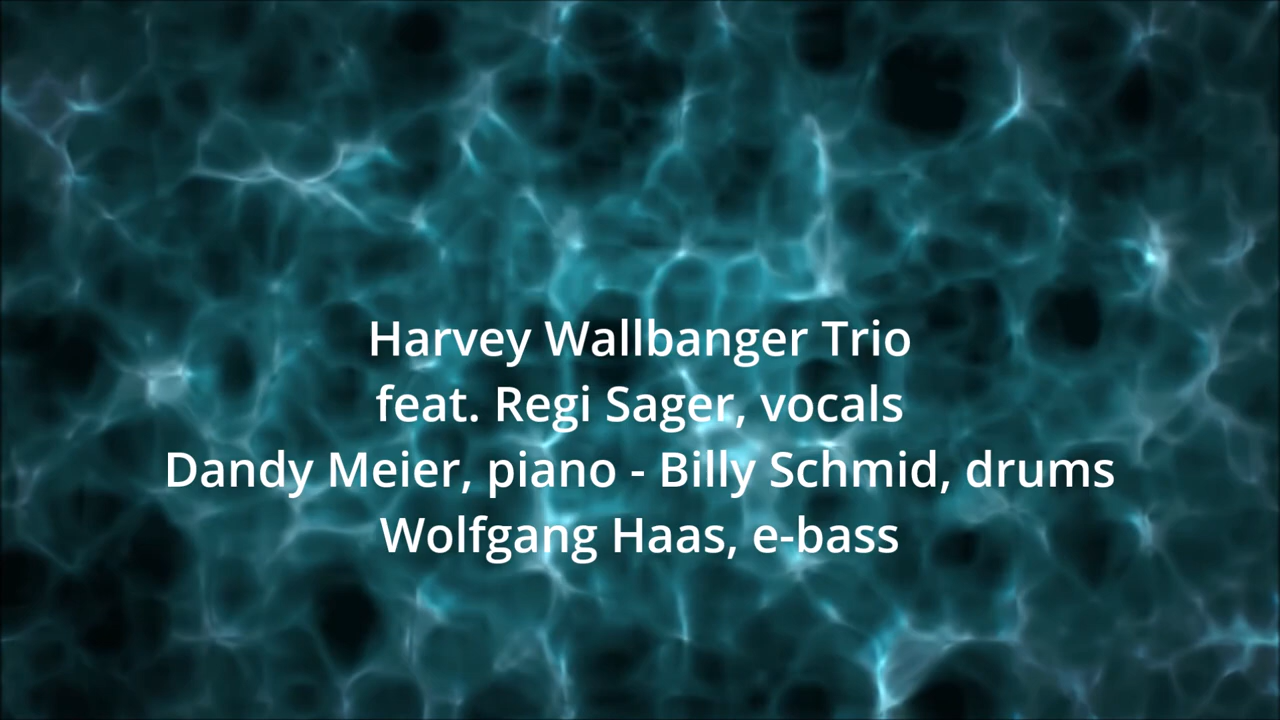 Harvey Wallbanger Trio
feat. Regi Sager, vocals
Dandy Meier, piano - Billy Schmid, drums
Wolfgang Haas, e-bass